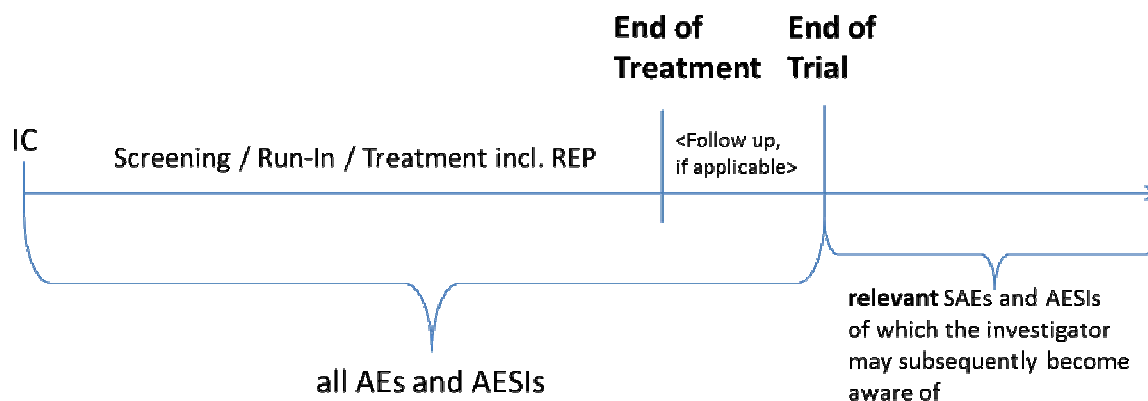 End of
Treatment
End of
Trial
IC
Screening / Run-In / Treatment incl. REP
<Follow up,
if applicable>
all AEs and AESIs
relevant SAEs and AESIs
of which the investigator
may subsequently become
aware of